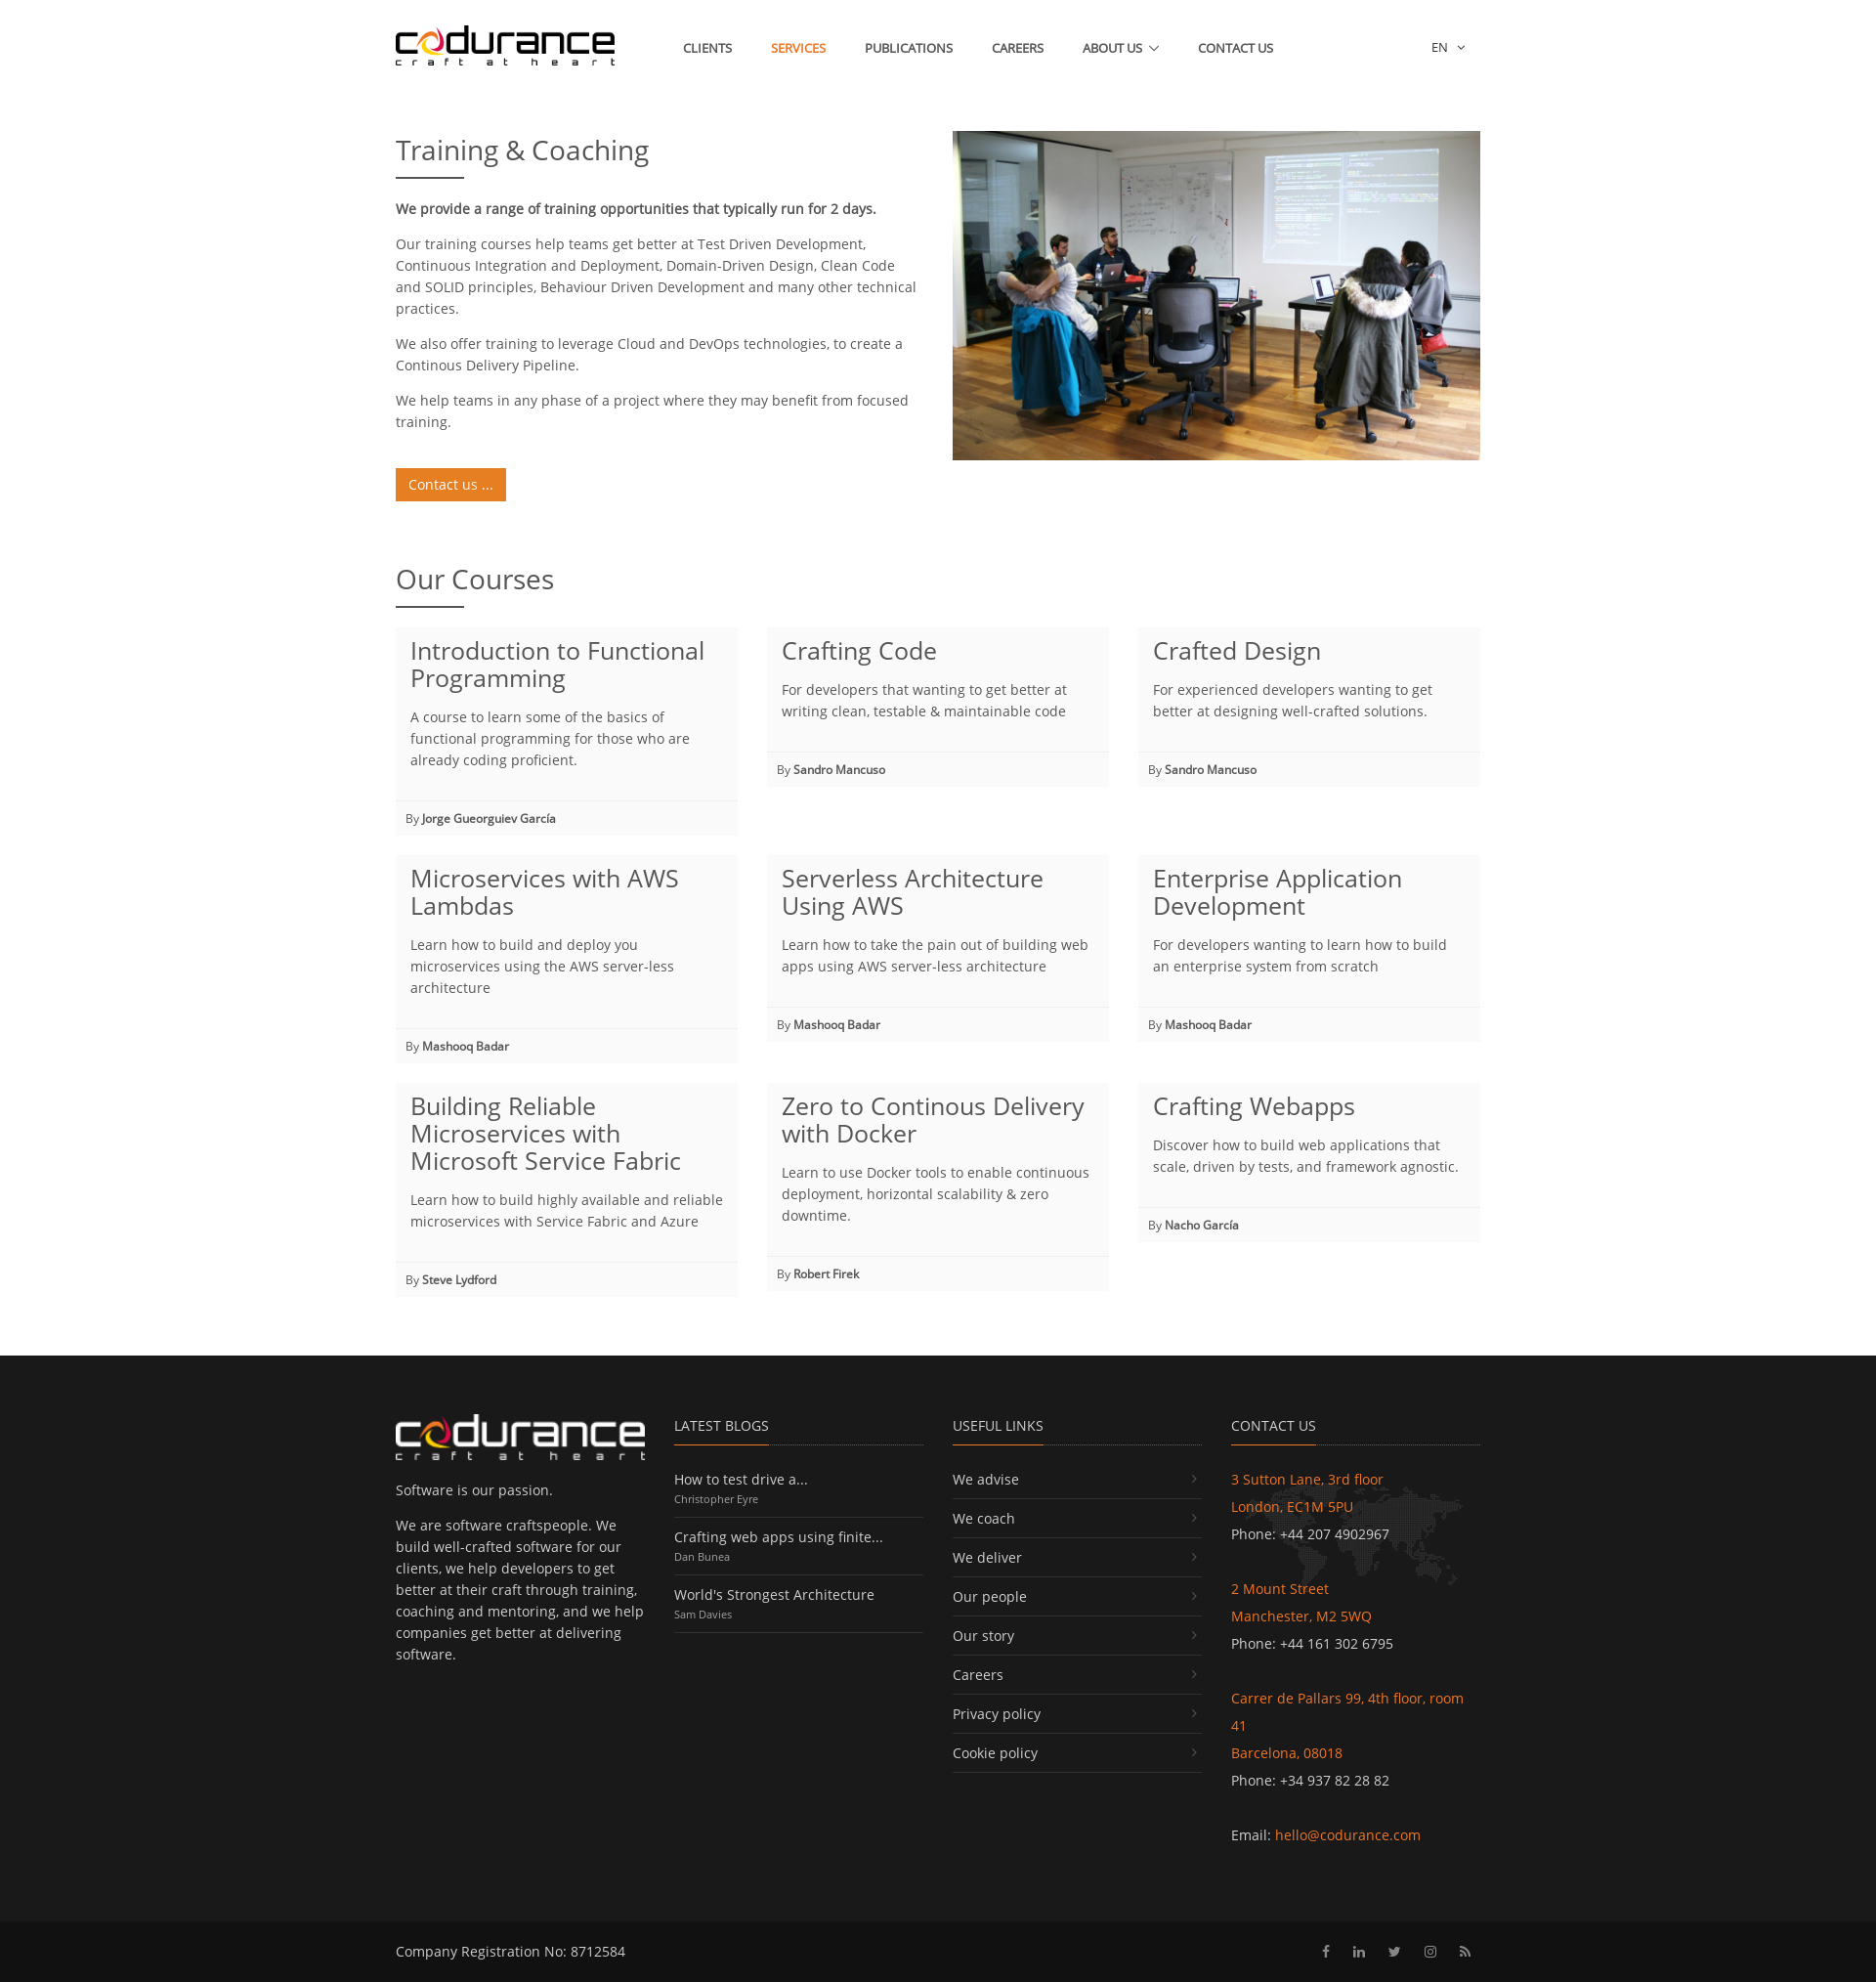 codurance
craft at heart
CLIENTS
SERVICES
PUBLICATIONS
CAREERS
ABOUT US
CONTACT US
EN
Training & Coaching
We provide a range of training opportunities that typically run for 2 days.
Our training courses help teams get better at Test Driven Development,
Continuous Integration and Deployment, Domain-Driven Design, Clean Code
and SOLID principles, Behaviour Driven Development and many other technical
practices.
We also offer training to leverage Cloud and DevOps technologies, to create a
Continous Delivery Pipeline.
We help teams in any phase of a project where they may benefit from focused
training.
Contact us ...
Our Courses
Introduction to Functional
Programming
A course to learn some of the basics of
functional programming for those who are
already coding proficient.
By Jorge Gueorguiev García
Crafting Code
For developers that wanting to get better at
writing clean, testable & maintainable code
By Sandro Mancuso
Crafted Design
For experienced developers wanting to get
better at designing well-crafted solutions.
By Sandro Mancuso
Microservices with AWS
Lambdas
Learn how to build and deploy you
microservices using the AWS server-less
architecture
By Mashooq Badar
Serverless Architecture
Using AWS
Learn how to take the pain out of building web
apps using AWS server-less architecture
By Mashooq Badar
Enterprise Application
Development
For developers wanting to learn how to build
an enterprise system from scratch
By Mashooq Badar
Building Reliable
Microservices with
Microsoft Service Fabric
Learn how to build highly available and reliable
microservices with Service Fabric and Azure
By Steve Lydford
Zero to Continous Delivery
with Docker
Learn to use Docker tools to enable continuous
deployment, horizontal scalability & zero
downtime.
By Robert Firek
Crafting Webapps
Discover how to build web applications that
scale, driven by tests, and framework agnostic.
By Nacho García
codurance
craft at heart
Software is our passion.
We are software craftspeople. We
build well-crafted software for our
clients, we help developers to get
better at their craft through training,
coaching and mentoring, and we help
companies get better at delivering
software.
LATEST BLOGS
How to test drive a...
Christopher Eyre
Crafting web apps using finite...
Dan Bunea
World's Strongest Architecture
Sam Davies
USEFUL LINKS
We advise
We coach
We deliver
Our people
Our story
Careers
Privacy policy
Cookie policy
CONTACT US
3 Sutton Lane, 3rd floor
London, EC1M 5PU
Phone: +44 207 4902967
2 Mount Street
Manchester, M2 5WQ
Phone: +44 161 302 6795
Carrer de Pallars 99, 4th floor, room
41
Barcelona, 08018
Phone: +34 937 82 28 82
Email: hello@codurance.com
Company Registration No: 8712584